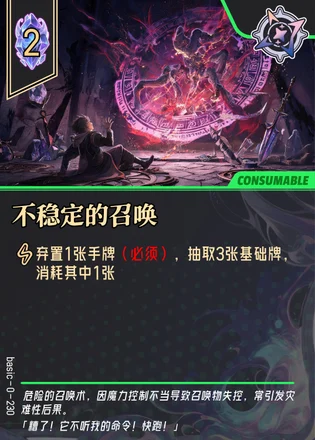 2
CONSUMABLE
不稳定的召唤
弃置1张手牌（必须），抽取3张基础牌，
消耗其中1张
basic-0-230
危险的召唤术，因魔力控制不当导致召唤物失控，常引发灾
难性后果。
「糟了！它不听我的命令！快跑！」